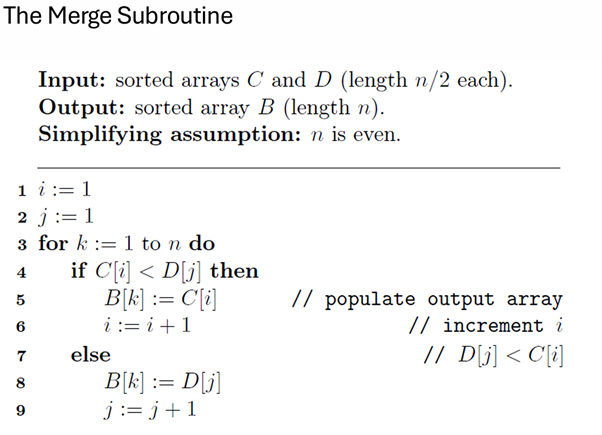 The Merge Subroutine
Input: sorted arrays C and D (length n/2 each).
Output: sorted array B (length n).
Simplifying assumption: n is even.
1 i := 1
2 j := 1
3 for k := 1 to n do
4 if C[i] < D[j] then
5 B[k] := C[i] // populate output array
6 i := i + 1 // increment i
7 else // D[j] < C[i]
8 B[k] := D[j]
9 j := j + 1